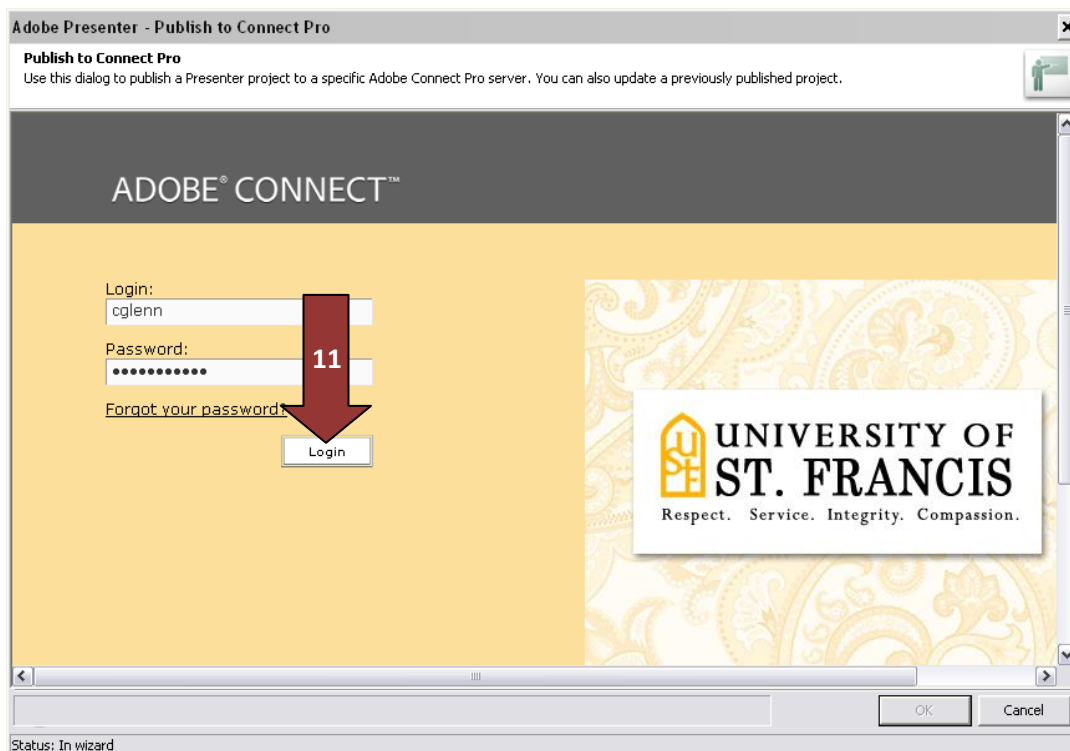 Adobe Presenter - Publish to Connect Pro
Publish to Connect Pro
Use this dialog to publish a Presenter project to a specific Adobe Connect Pro server. You can also update a previously published project.
ADOBE® CONNECT™
Login:
cglenn
Password:
•••••••••••
11
Forgot your password?
Login
USF
UNIVERSITY OF
ST. FRANCIS
Respect. Service. Integrity. Compassion.
OK
Cancel
Status: In wizard